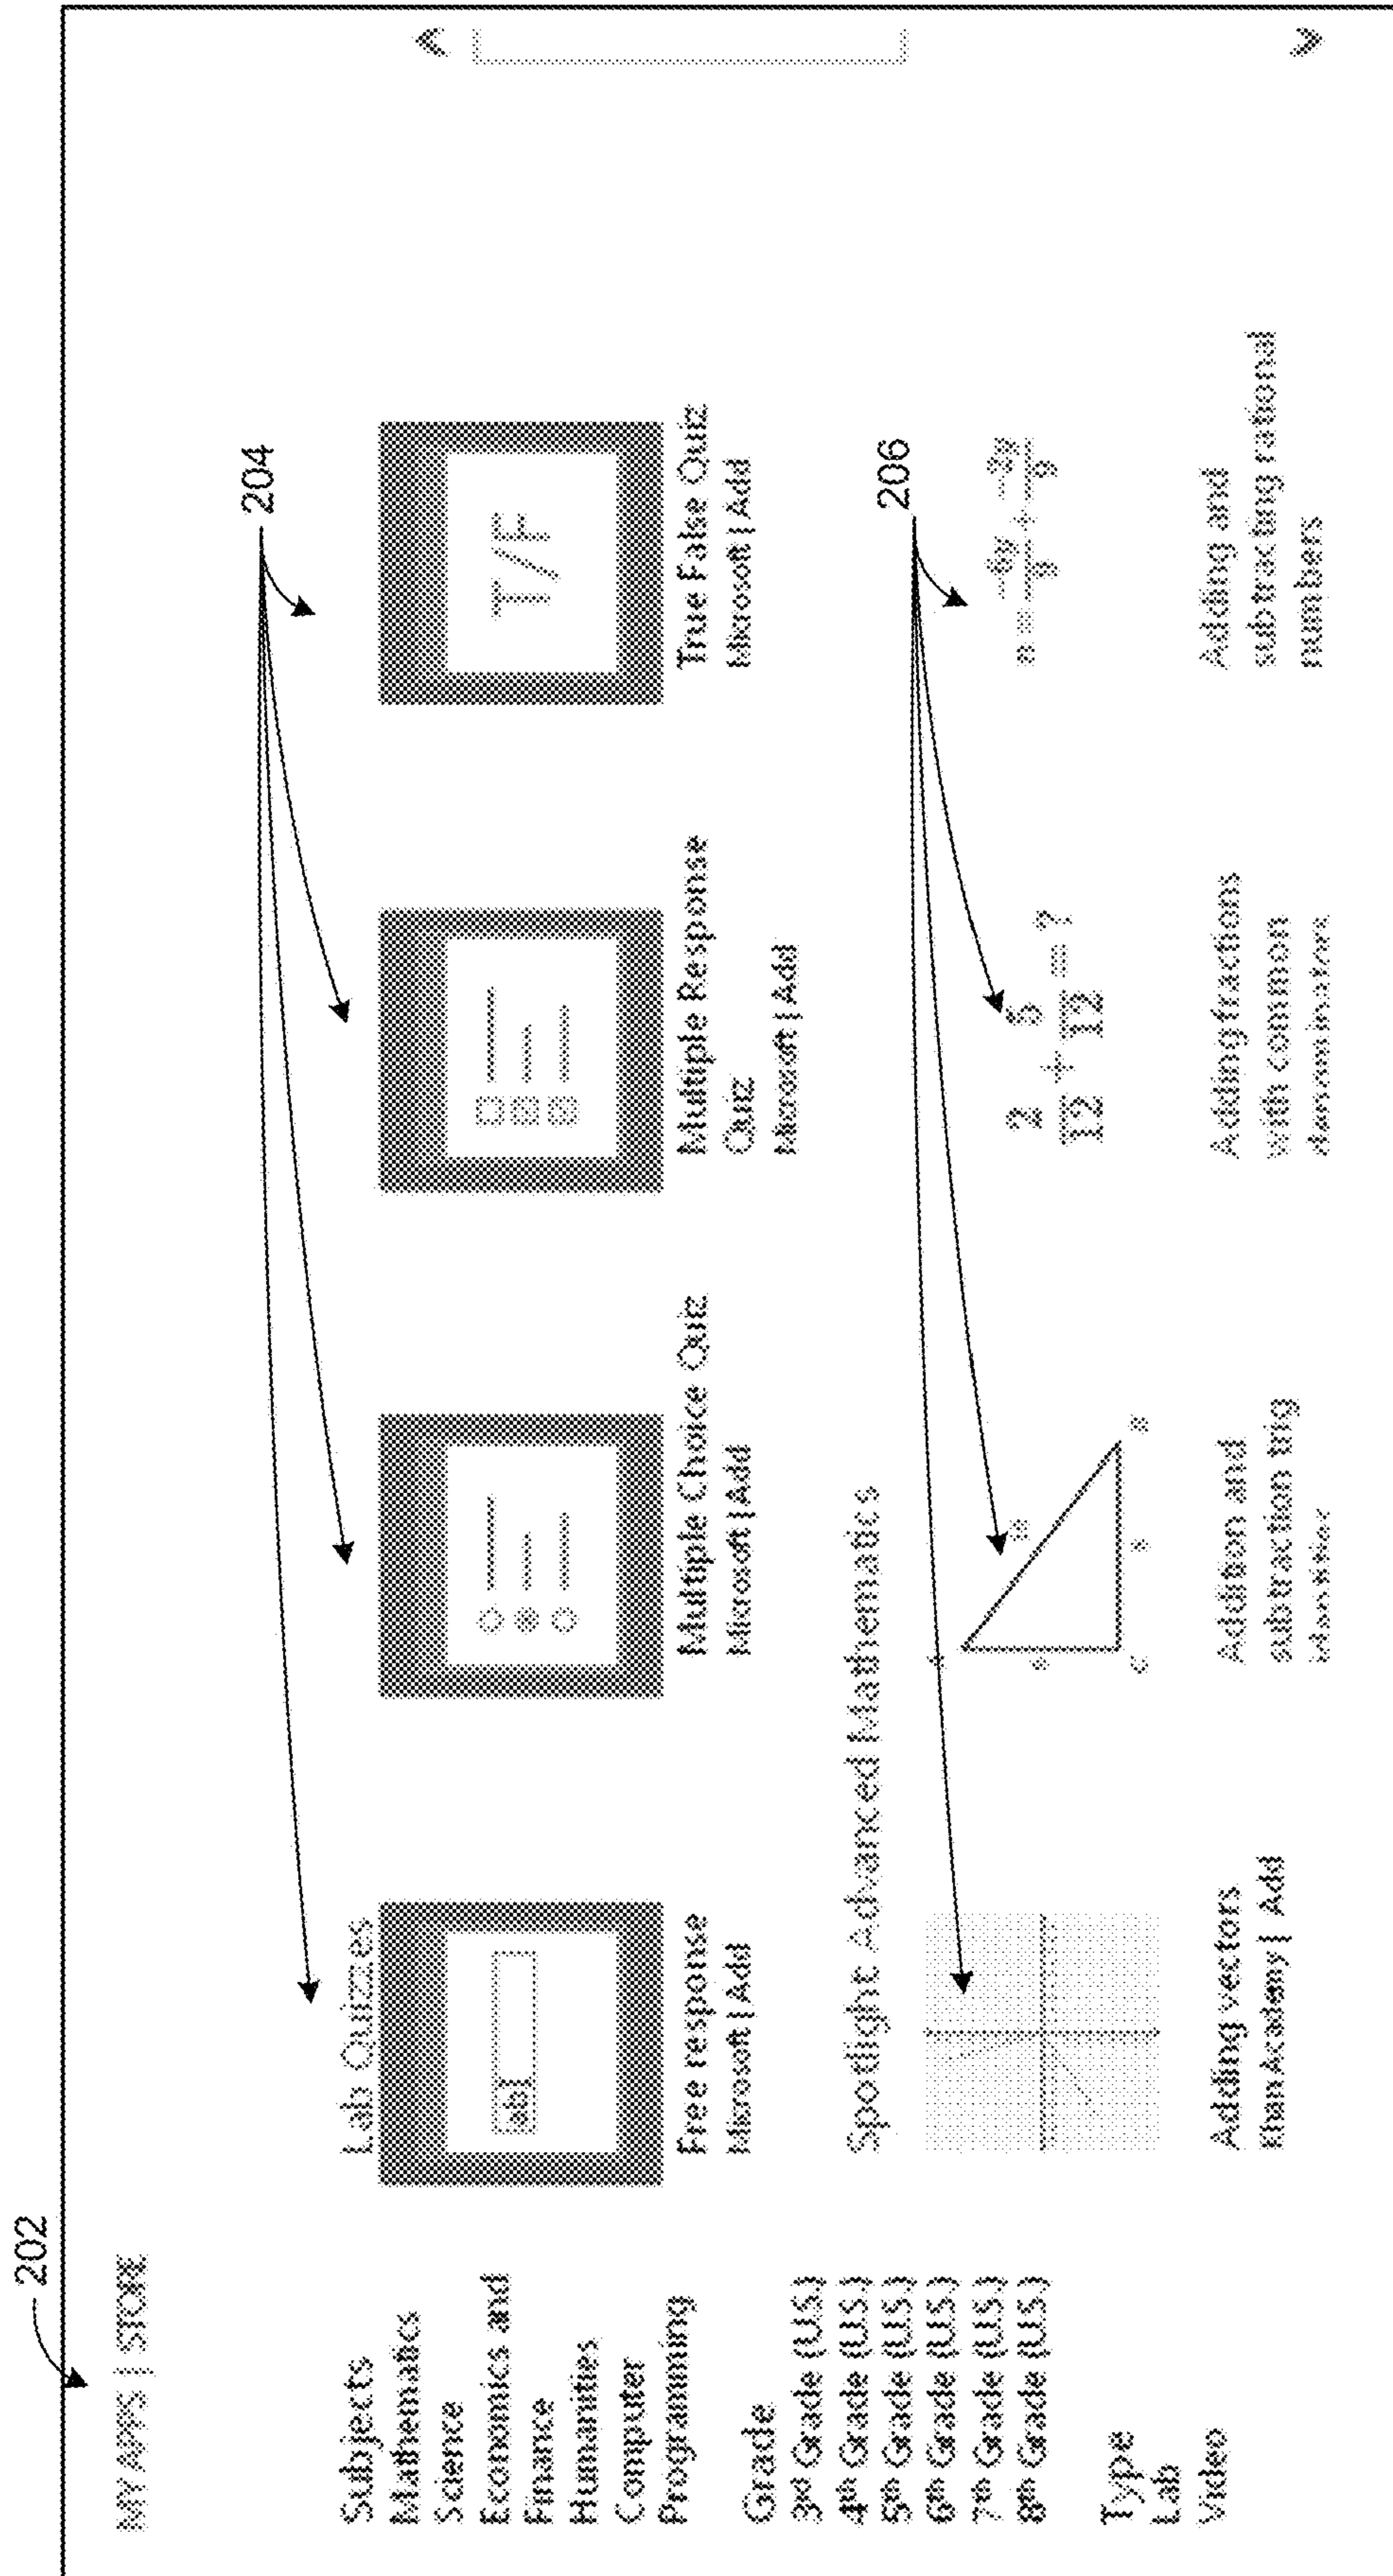 202
MY APPS | STORE
204
Subjects
Mathematics
Science
Economics and
Finance
Humanities
Computer
Programming
Grade
3rd Grade (U.S.)
4th Grade (U.S.)
5th Grade (U.S.)
6th Grade (U.S.)
7th Grade (U.S.)
8th Grade (U.S.)
Type
Lab
Video
Lab Quizzes
ab|
T/F
Free response
Microsoft | Add
Multiple Choice Quiz
Microsoft | Add
Multiple Response
Quiz
Microsoft | Add
True False Quiz
Microsoft | Add
Spotlight Advanced Mathematics
206
C
2/12 + 5/12 = ?
Adding vectors
Khan Academy | Add
Addition and
subtraction trig
Adding fractions
with common
denominators
Adding and
subtracting rational
numbers